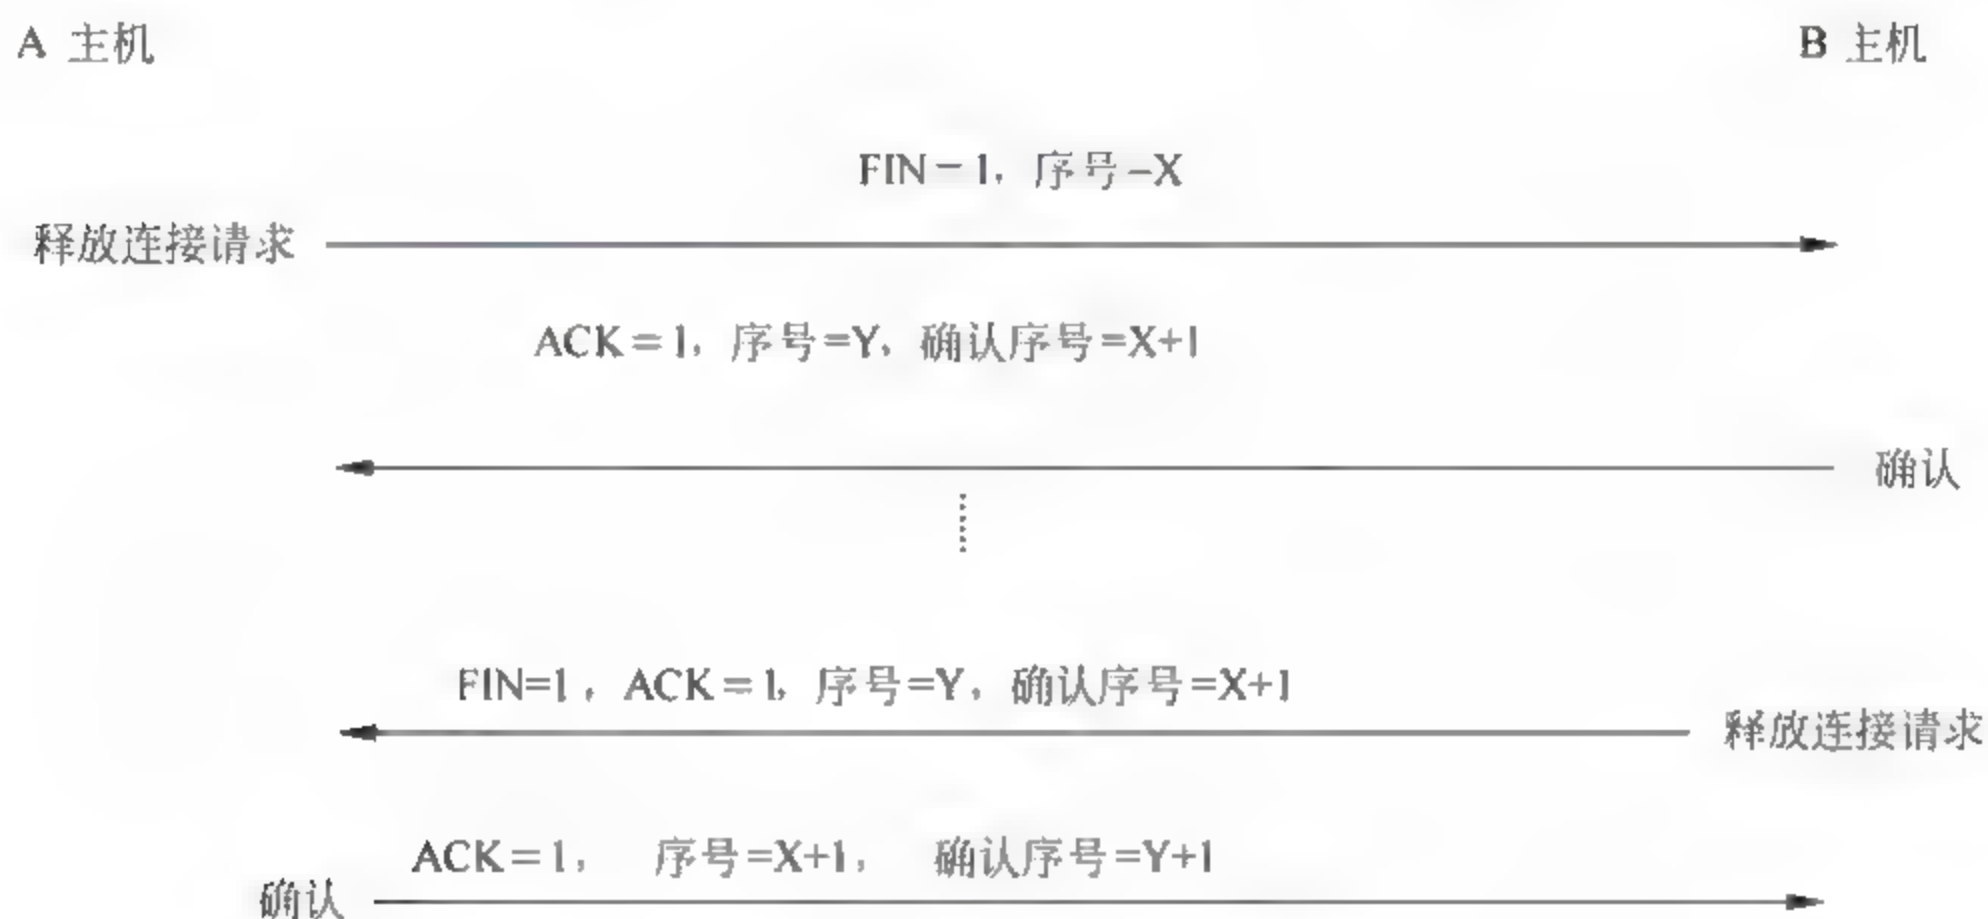 A 主机
B 主机
FIN－1，序号–X
释放连接请求
ACK＝1，序号=Y，确认序号=X+1
确认
FIN=1，ACK＝1，序号=Y，确认序号=X+1
释放连接请求
ACK＝1，序号=X+1，确认序号=Y+1
确认